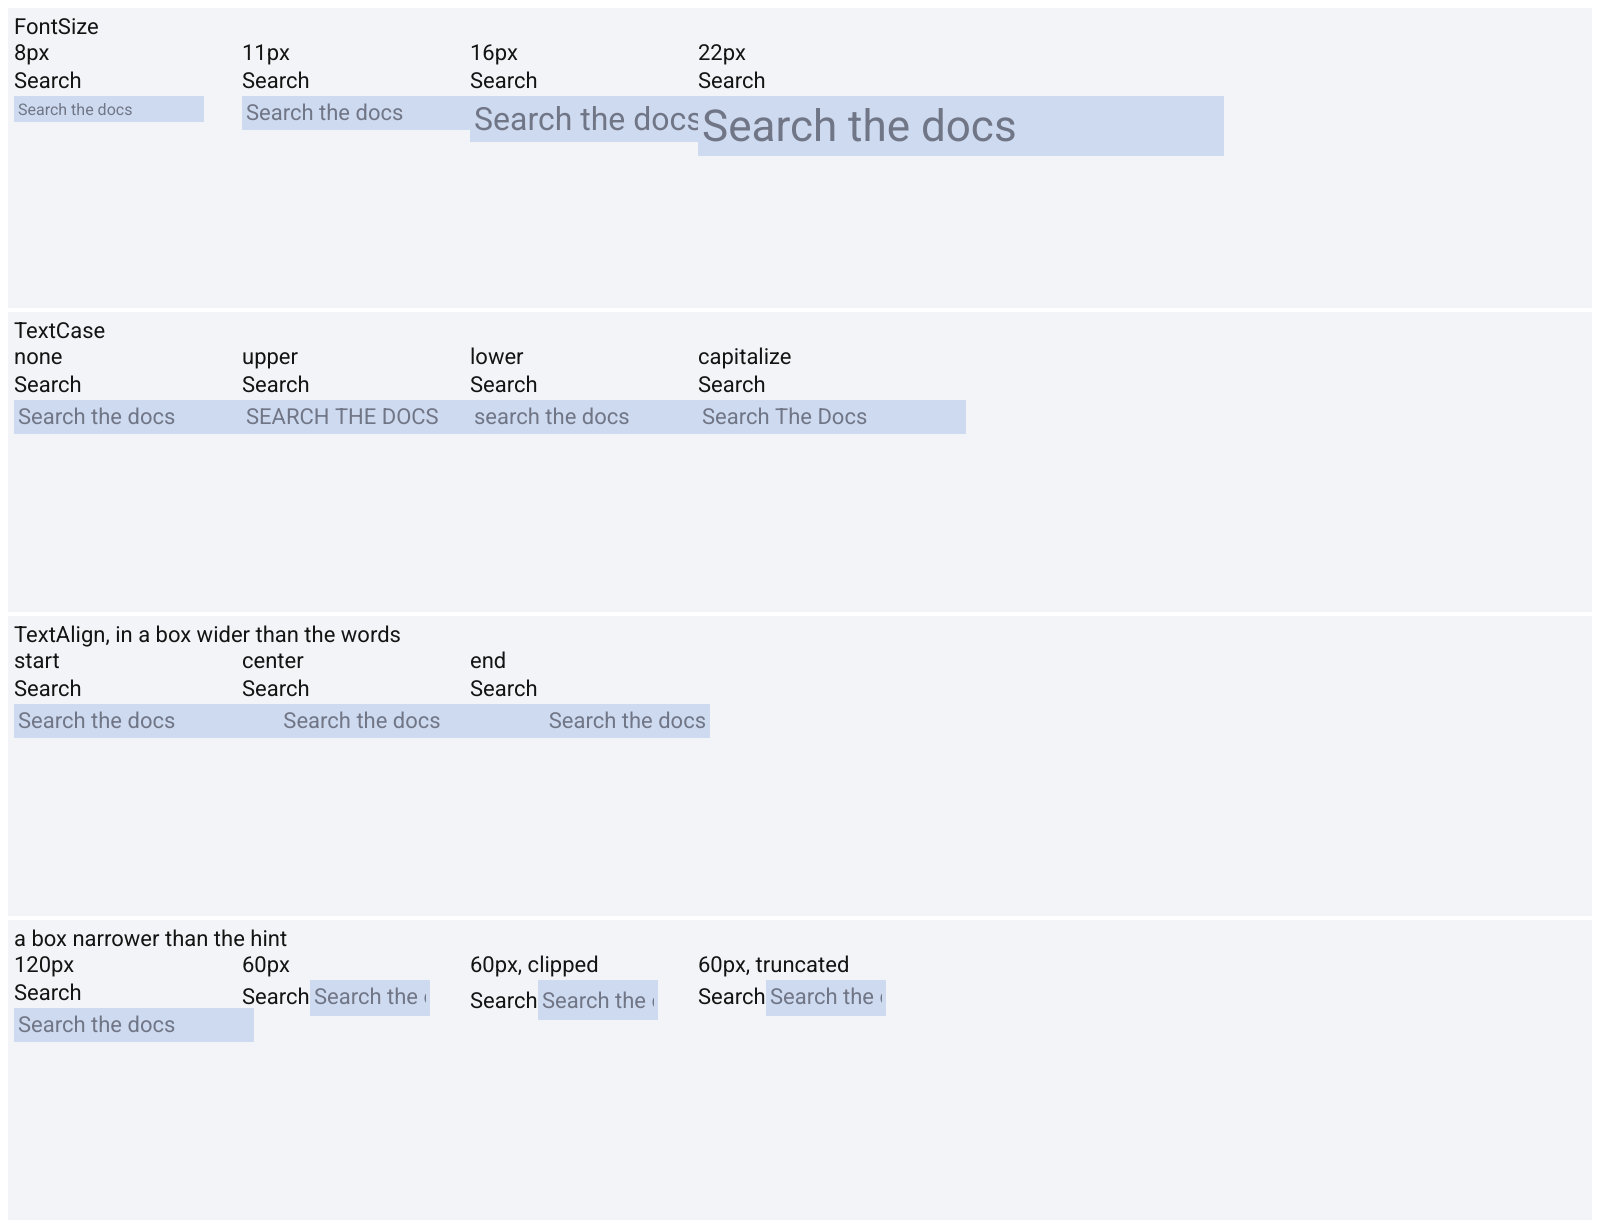 FontSize
8px 11px 16px 22px
Search Search Search Search
Search the docs Search the docs Search the docs Search the docs
TextCase
none upper lower capitalize
Search Search Search Search
Search the docs SEARCH THE DOCS search the docs Search The Docs
TextAlign, in a box wider than the words
start center end
Search Search Search
Search the docs Search the docs Search the docs
a box narrower than the hint
120px 60px 60px, clipped 60px, truncated
Search Search Search the Search Search the Search Search the
Search the docs